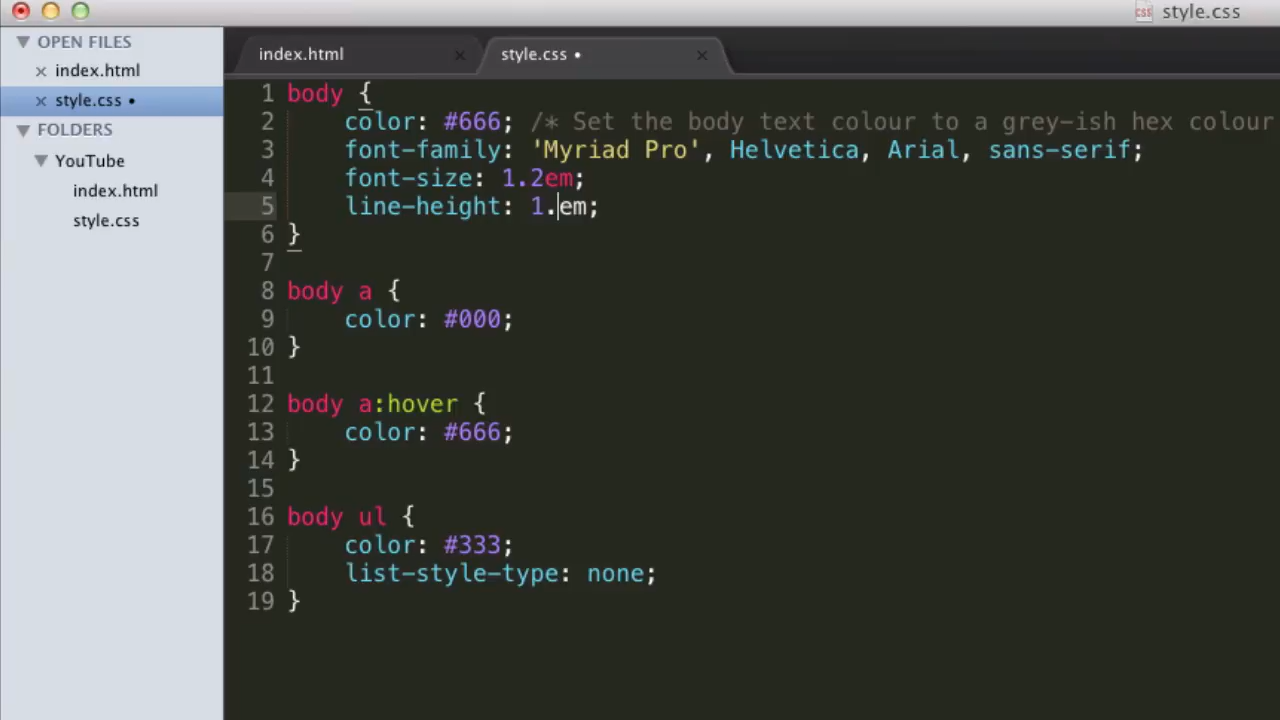 style.css
OPEN FILES
index.html
style.css
FOLDERS
YouTube
index.html
style.css
index.html
style.css
1 body {
2 color: #666; /* Set the body text colour to a grey-ish hex colour
3 font-family: 'Myriad Pro', Helvetica, Arial, sans-serif;
4 font-size: 1.2em;
5 line-height: 1.em;
6 }
7
8 body a {
9 color: #000;
10 }
11
12 body a:hover {
13 color: #666;
14 }
15
16 body ul {
17 color: #333;
18 list-style-type: none;
19 }